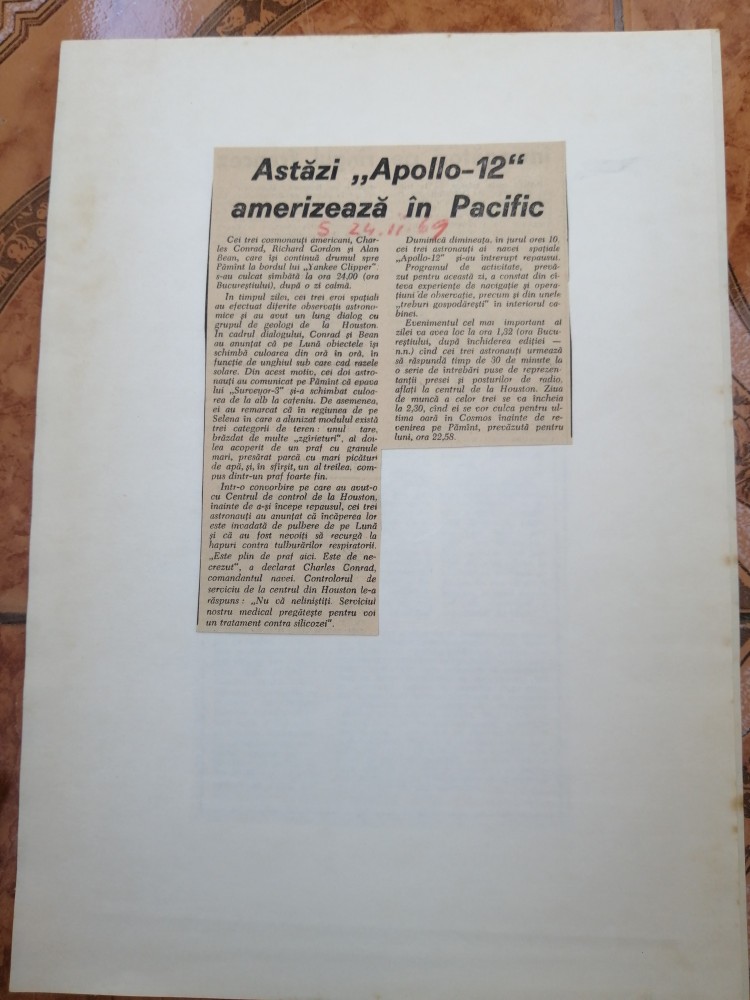 Astăzi „Apollo-12“
amerizează în Pacific
S 24.11.69
Cei trei cosmonauți americani, Char-
les Conrad, Richard Gordon și Alan
Bean, care își continuă drumul spre
Pămînt la bordul lui „Yankee Clipper”
s-au culcat sîmbătă la ora 24,00 (ora
Bucureștiului), după o zi calmă.
În timpul zilei, cei trei eroi spațiali
au efectuat diferite observații astrono-
mice și au avut un lung dialog cu
grupul de geologi de la Houston.
În cadrul dialogului, Conrad și Bean
au anunțat că pe Lună obiectele își
schimbă culoarea din oră în oră, în
funcție de unghiul sub care cad razele
solare. Din acest motiv, cei doi astro-
nauți au comunicat pe Pămînt că epava
lui „Surveyor-3” și-a schimbat culoa-
rea de la alb la cafeniu. De asemenea,
ei au remarcat că în regiunea de pe
Selena în care a alunizat modulul există
trei categorii de teren : unul tare,
brăzdat de multe „zgîrieturi”, al doi-
lea acoperit de un praf cu granule
mari, presărat parcă cu mari picături
de apă, și, în sfîrșit, un al treilea, com-
pus dintr-un praf foarte fin.
Într-o convorbire pe care au avut-o
cu Centrul de control de la Houston,
înainte de a-și începe repausul, cei trei
astronauți au anunțat că încăperea lor
este invadată de pulbere de pe Lună
și că au fost nevoiți să recurgă la
hapuri contra tulburărilor respiratorii.
„Este plin de praf aici. Este de ne-
crezut”, a declarat Charles Conrad,
comandantul navei. Controlorul de
serviciu de la centrul din Houston le-a
răspuns : „Nu vă neliniștiți. Serviciul
nostru medical pregătește pentru voi
un tratament contra silicozei”.
Duminică dimineața, în jurul orei 10,
cei trei astronauți ai navei spațiale
„Apollo-12” și-au întrerupt repausul.
Programul de activitate, prevă-
zut pentru această zi, a constat din cî-
teva experiențe de navigație și opera-
țiuni de observație, precum și din unele
„treburi gospodărești” în interiorul ca-
binei.
Evenimentul cel mai important al
zilei va avea loc la ora 1,32 (ora Bucu-
reștiului, după închiderea ediției —
n.n.) cînd cei trei astronauți urmează
să răspundă timp de 30 de minute la
o serie de întrebări puse de reprezen-
tanții presei și posturilor de radio,
aflați la centrul de la Houston. Ziua
de muncă a celor trei se va încheia
la 2,30, cînd ei se vor culca pentru ul-
tima oară în Cosmos înainte de re-
venirea pe Pămînt, prevăzută pentru
luni, ora 22,58.